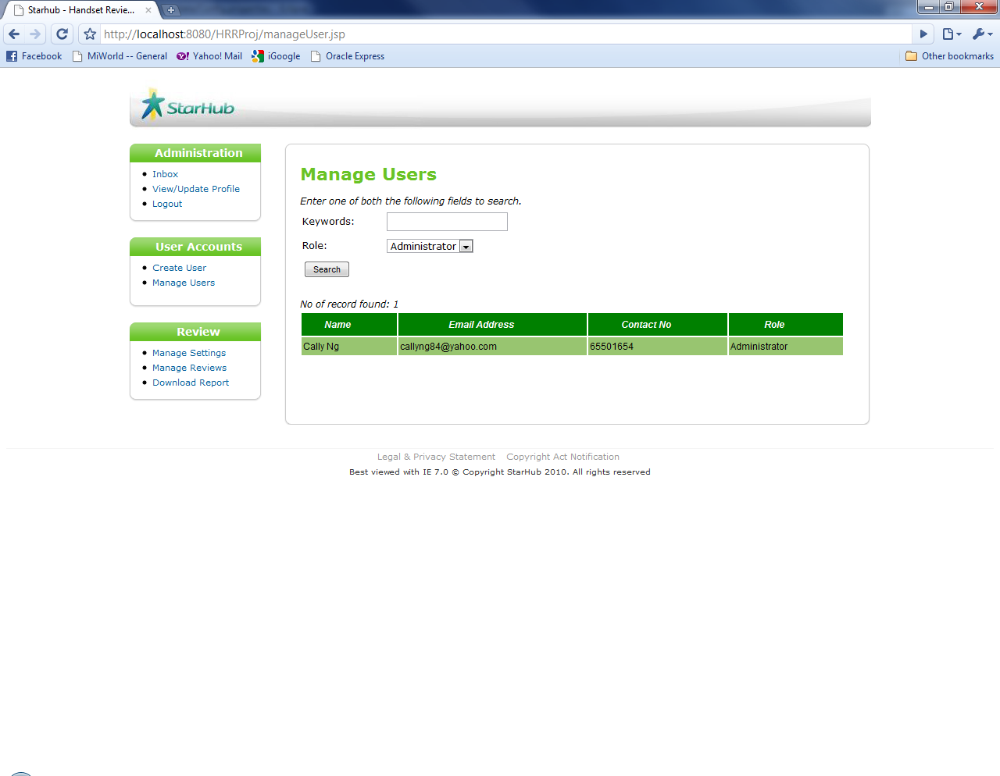 Starhub - Handset Revie...
http://localhost:8080/HRRProj/manageUser.jsp
Facebook MiWorld -- General Yahoo! Mail iGoogle Oracle Express Other bookmarks
StarHub
Administration
Inbox
View/Update Profile
Logout
User Accounts
Create User
Manage Users
Review
Manage Settings
Manage Reviews
Download Report
Manage Users
Enter one of both the following fields to search.
Keywords:
Role: Administrator
Search
No of record found: 1
Name Email Address Contact No Role
Cally Ng callyng84@yahoo.com 65501654 Administrator
Legal & Privacy Statement Copyright Act Notification
Best viewed with IE 7.0 © Copyright StarHub 2010. All rights reserved